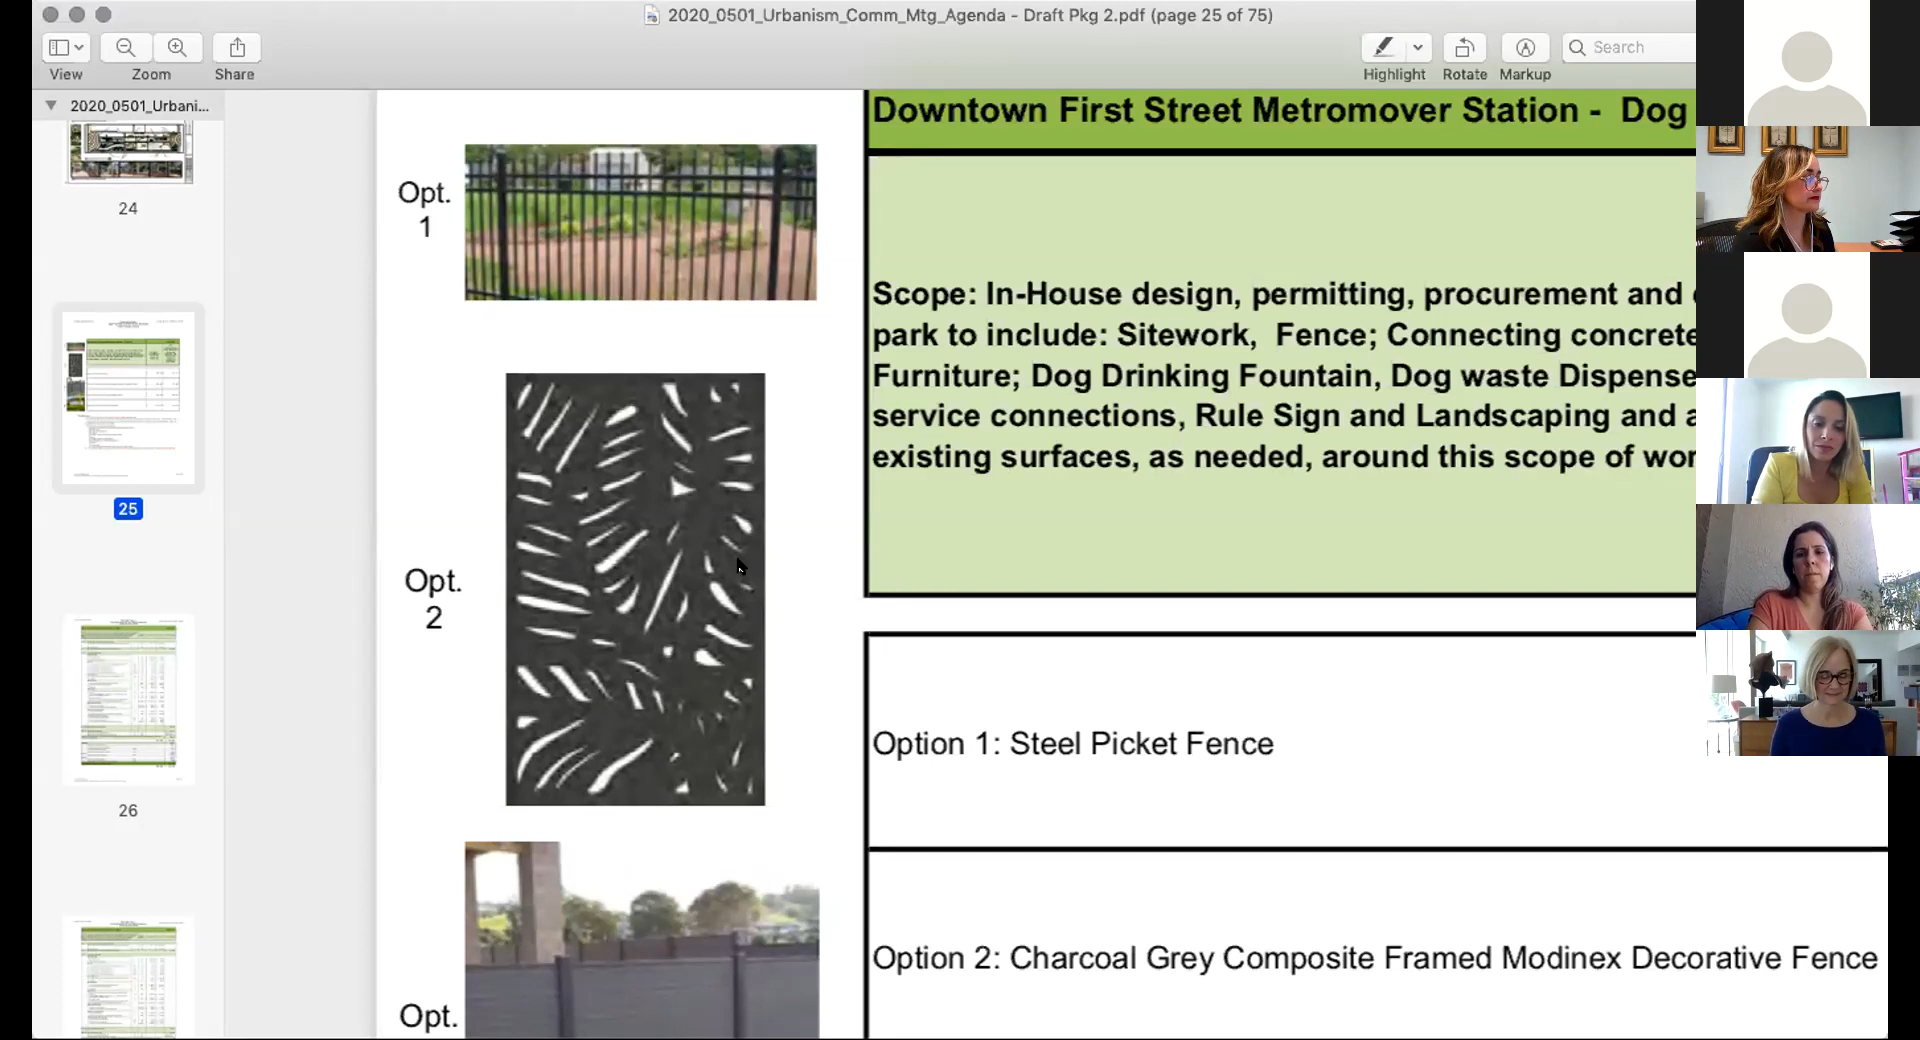 2020_0501_Urbanism_Comm_Mtg_Agenda - Draft Pkg 2.pdf (page 25 of 75)
View
Zoom
Share
Highlight
Rotate
Markup
Search
2020_0501_Urbani...
24
25
26
Opt.
1
Opt.
2
Opt.
Downtown First Street Metromover Station - Dog
Scope: In-House design, permitting, procurement and
park to include: Sitework, Fence; Connecting concrete
Furniture; Dog Drinking Fountain, Dog waste Dispense
service connections, Rule Sign and Landscaping and a
existing surfaces, as needed, around this scope of wor
Option 1: Steel Picket Fence
Option 2: Charcoal Grey Composite Framed Modinex Decorative Fence